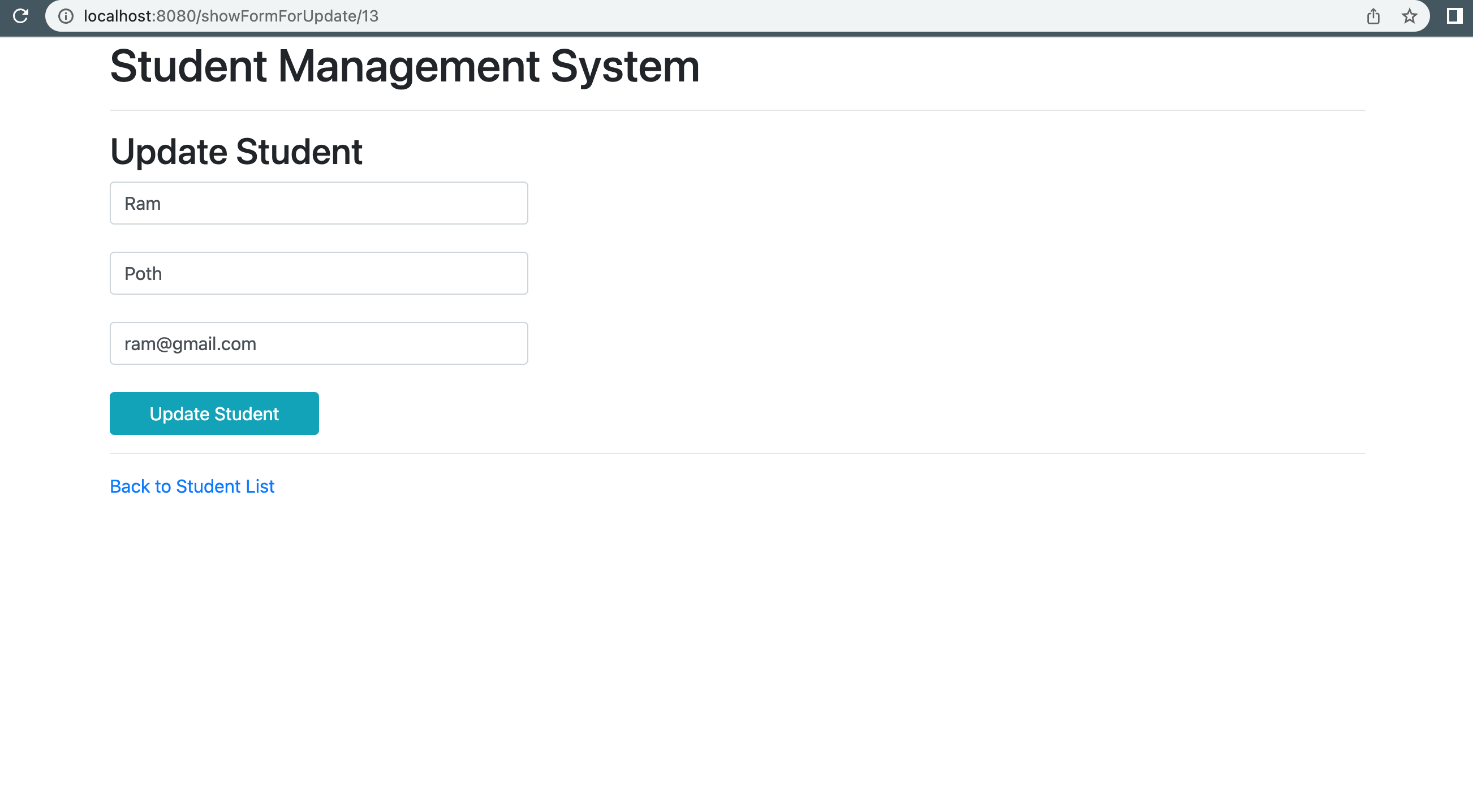 localhost:8080/showFormForUpdate/13
Student Management System
Update Student
Ram
Poth
ram@gmail.com
Update Student
Back to Student List